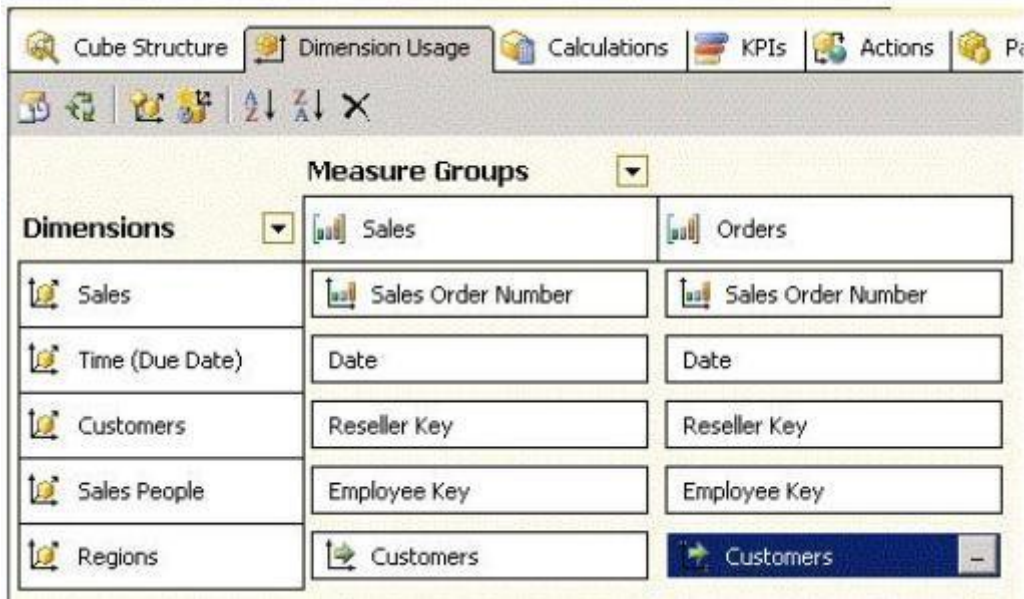 Cube Structure Dimension Usage Calculations KPIs Actions Pa
Measure Groups
Dimensions Sales Orders
Sales Sales Order Number Sales Order Number
Time (Due Date) Date Date
Customers Reseller Key Reseller Key
Sales People Employee Key Employee Key
Regions Customers Customers